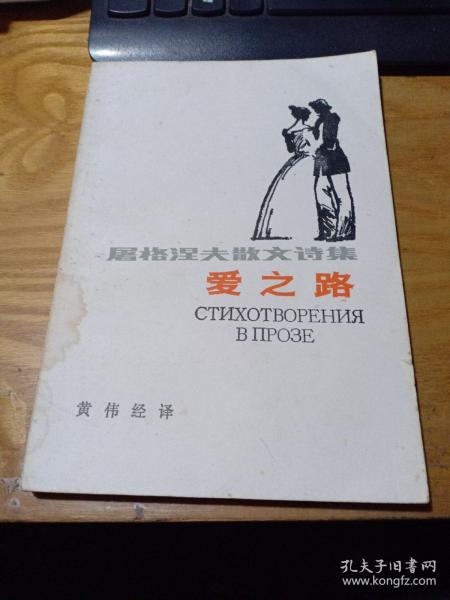 屠格涅夫散文诗集
爱之路
СТИХОТВОРЕНИЯ
В ПРОЗЕ
黄伟经译
孔夫子旧书网
www.kongfz.com